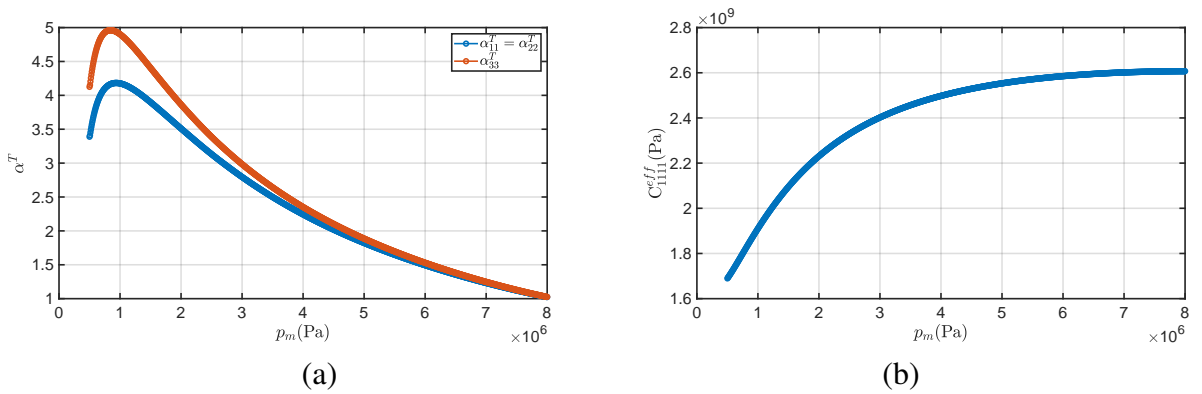 5
4.5
4
3.5
3
2.5
2
1.5
1
α^T
α^T_11 = α^T_22
α^T_33
0 1 2 3 4 5 6 7 8
p_m(Pa)
×10^6
(a)
×10^9
2.8
2.6
2.4
2.2
2
1.8
1.6
C^eff_1111(Pa)
0 1 2 3 4 5 6 7 8
p_m(Pa)
×10^6
(b)